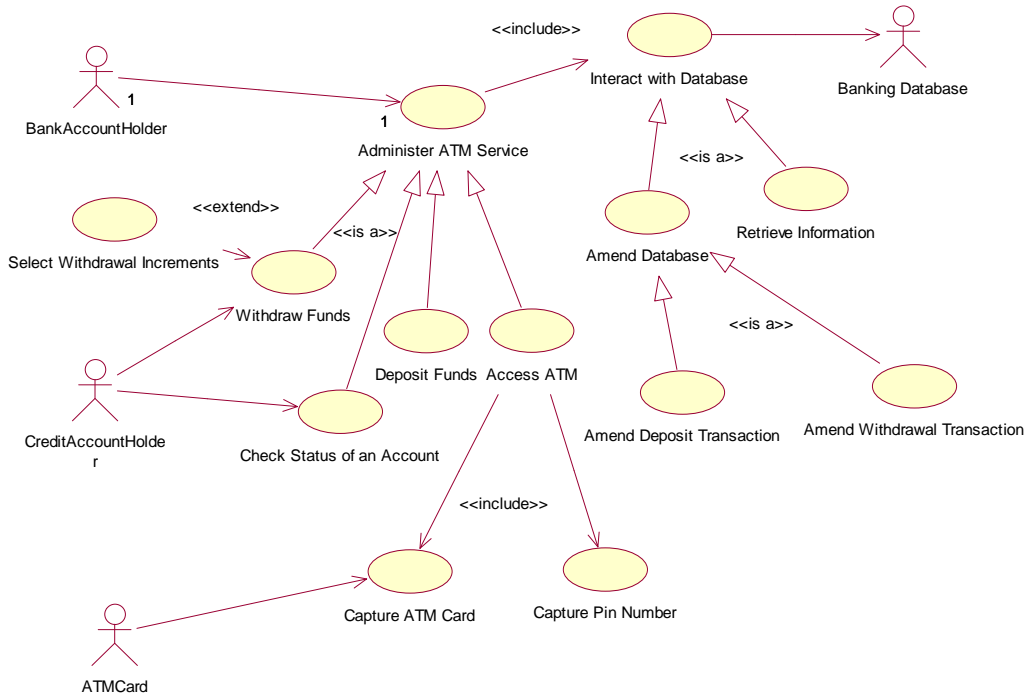 <<include>>
Interact with Database
Banking Database
1
BankAccountHolder
1
Administer ATM Service
<<is a>>
<<extend>>
<<is a>>
Retrieve Information
Select Withdrawal Increments
Amend Database
Withdraw Funds
<<is a>>
Deposit Funds
Access ATM
CreditAccountHolde
r
Check Status of an Account
Amend Deposit Transaction
Amend Withdrawal Transaction
<<include>>
Capture ATM Card
Capture Pin Number
ATMCard